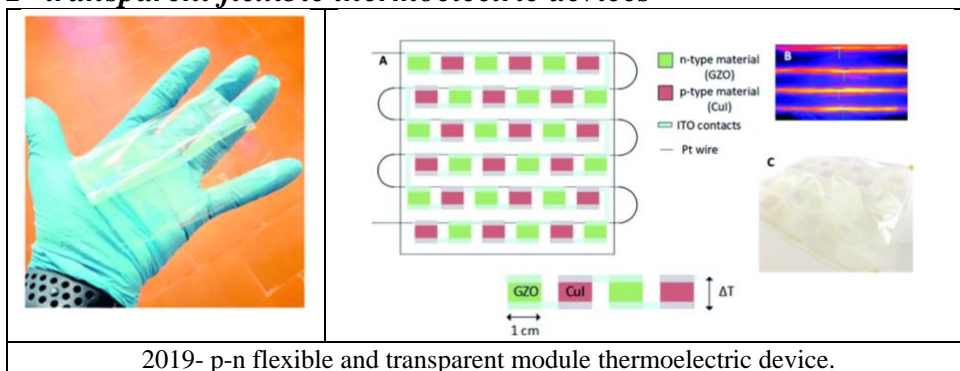 2- transparent flexible thermoelectric devices
A
n-type material
(GZO)
p-type material
(CuI)
ITO contacts
Pt wire
B
C
GZO
CuI
ΔT
1 cm
2019- p-n flexible and transparent module thermoelectric device.